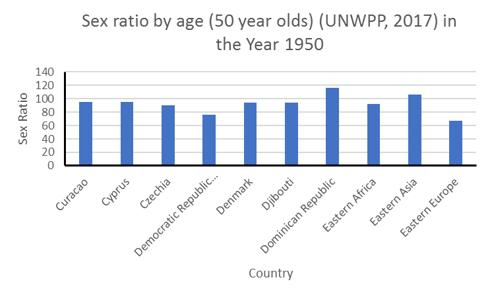 Sex ratio by age (50 year olds) (UNWPP, 2017) in
the Year 1950
140
120
100
80
60
40
20
0
Sex Ratio
Curacao
Cyprus
Czechia
Democratic Republic...
Denmark
Djibouti
Dominican Republic
Eastern Africa
Eastern Asia
Eastern Europe
Country